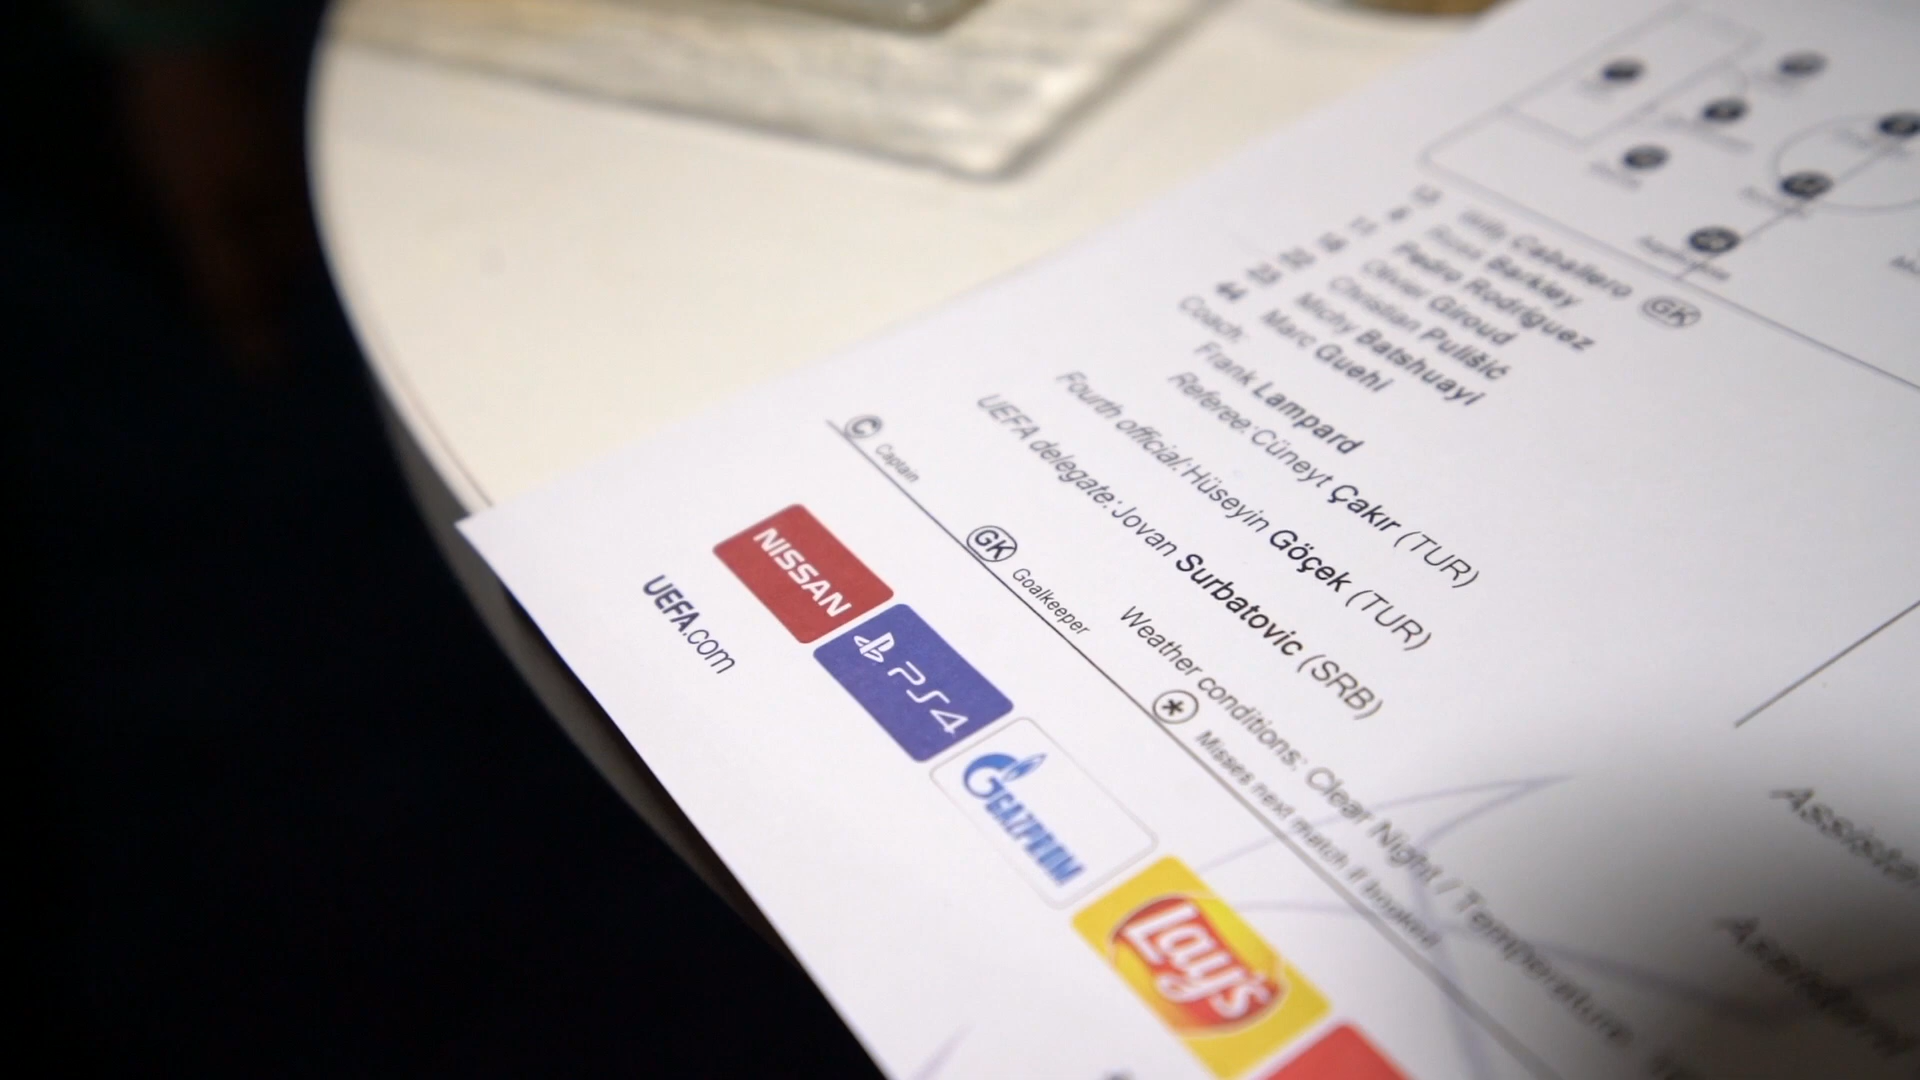 Willy Caballero GK
Ross Barkley
11 Pedro Rodríguez
18 Olivier Giroud
22 Christian Pulišić
23 Michy Batshuayi
44 Marc Guehi
Coach:
Frank Lampard
Referee: Cüneyt Çakır (TUR)
Fourth official: Hüseyin Göçek (TUR)
UEFA delegate: Jovan Surbatovic (SRB)
Weather conditions: Clear Night / Temperature
C Captain GK Goalkeeper * Misses next match if booked
NISSAN
PS4
GAZPROM
Lay's
UEFA.com